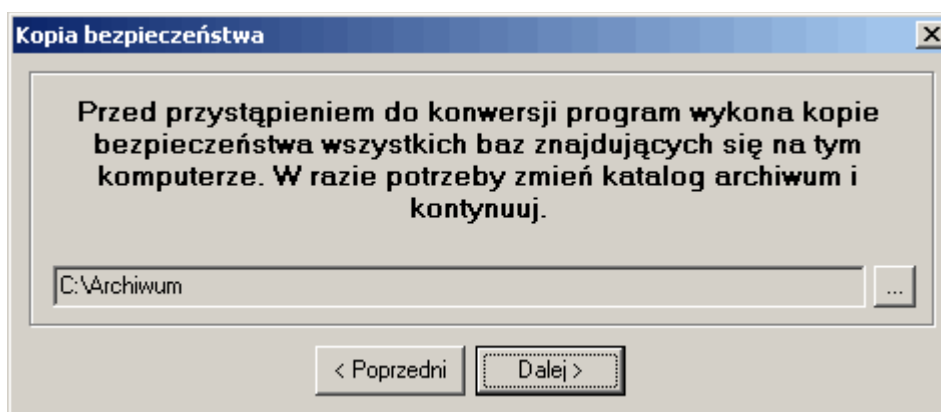 Kopia bezpieczeństwa
Przed przystąpieniem do konwersji program wykona kopie
bezpieczeństwa wszystkich baz znajdujących się na tym
komputerze. W razie potrzeby zmień katalog archiwum i
kontynuuj.
C:\Archiwum
...
< Poprzedni
Dalej >